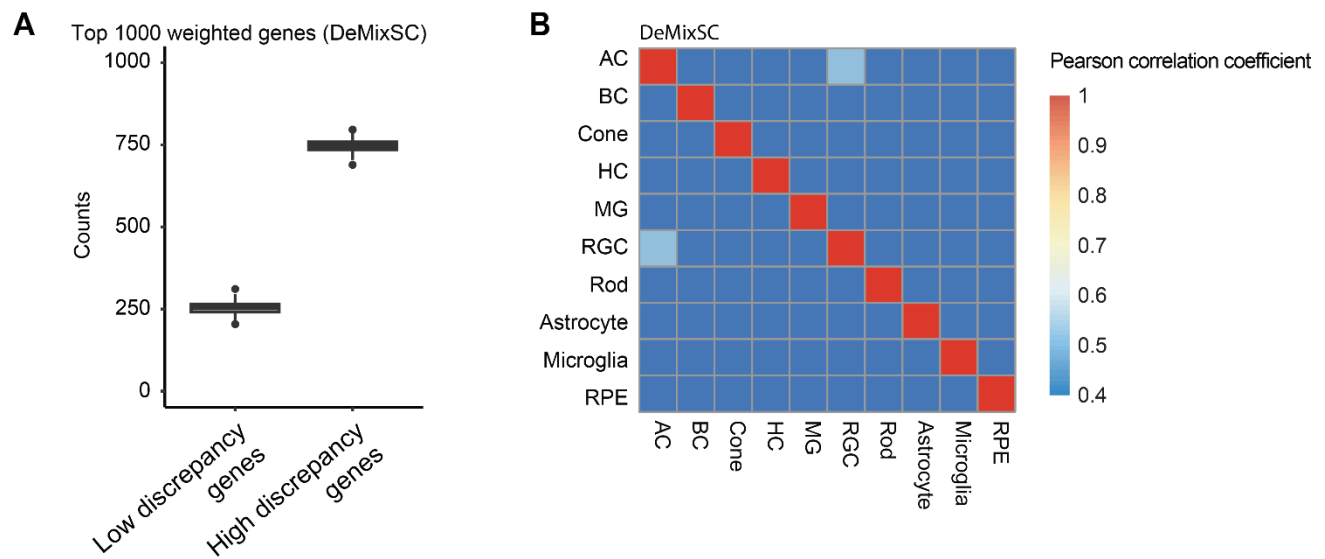 A
Top 1000 weighted genes (DeMixSC)
1000
750
500
250
0
Counts
Low discrepancy
genes
High discrepancy
genes
B
DeMixSC
AC
BC
Cone
HC
MG
RGC
Rod
Astrocyte
Microglia
RPE
AC
BC
Cone
HC
MG
RGC
Rod
Astrocyte
Microglia
RPE
Pearson correlation coefficient
1
0.9
0.8
0.7
0.6
0.5
0.4